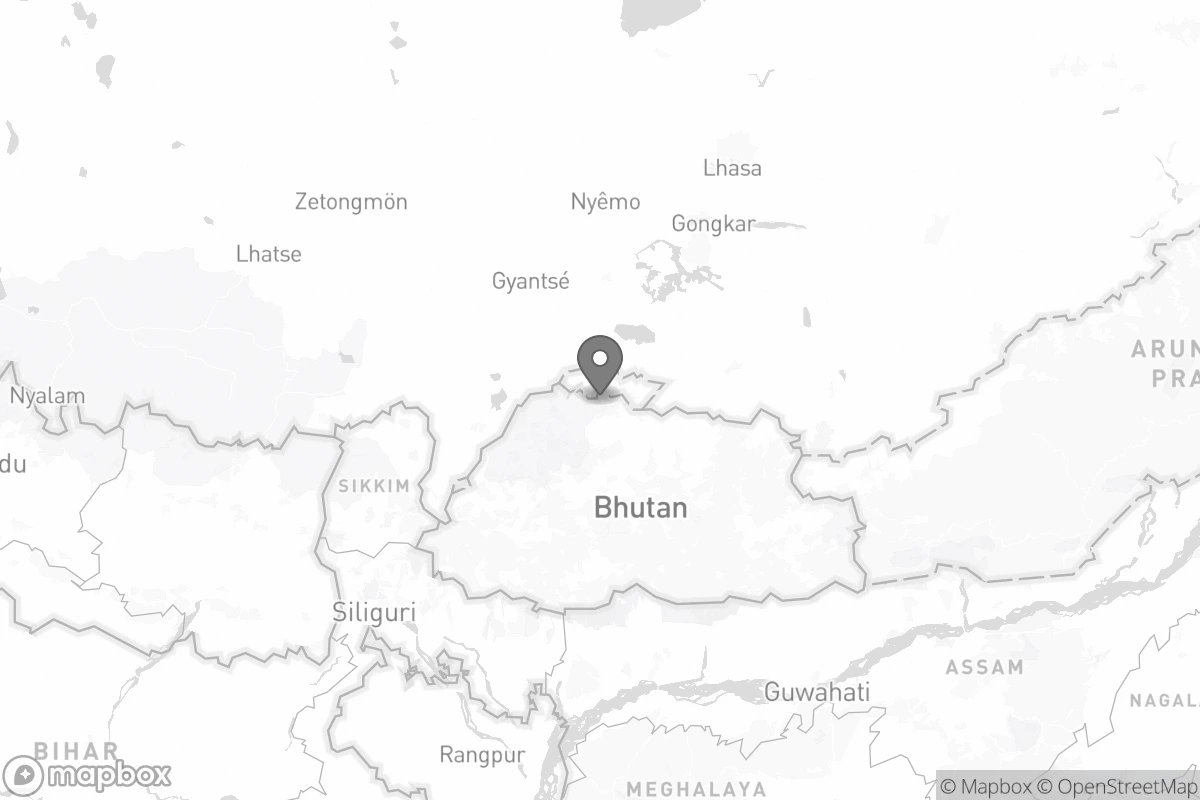 Lhasa
Zetongmön
Nyêmo
Gongkar
Lhatse
Gyantsé
ARUN
PRA
Nyalam
du
SIKKIM
Bhutan
Siliguri
ASSAM
Guwahati
NAGALA
BIHAR
Rangpur
mapbox
MEGHALAYA
© Mapbox © OpenStreetMap